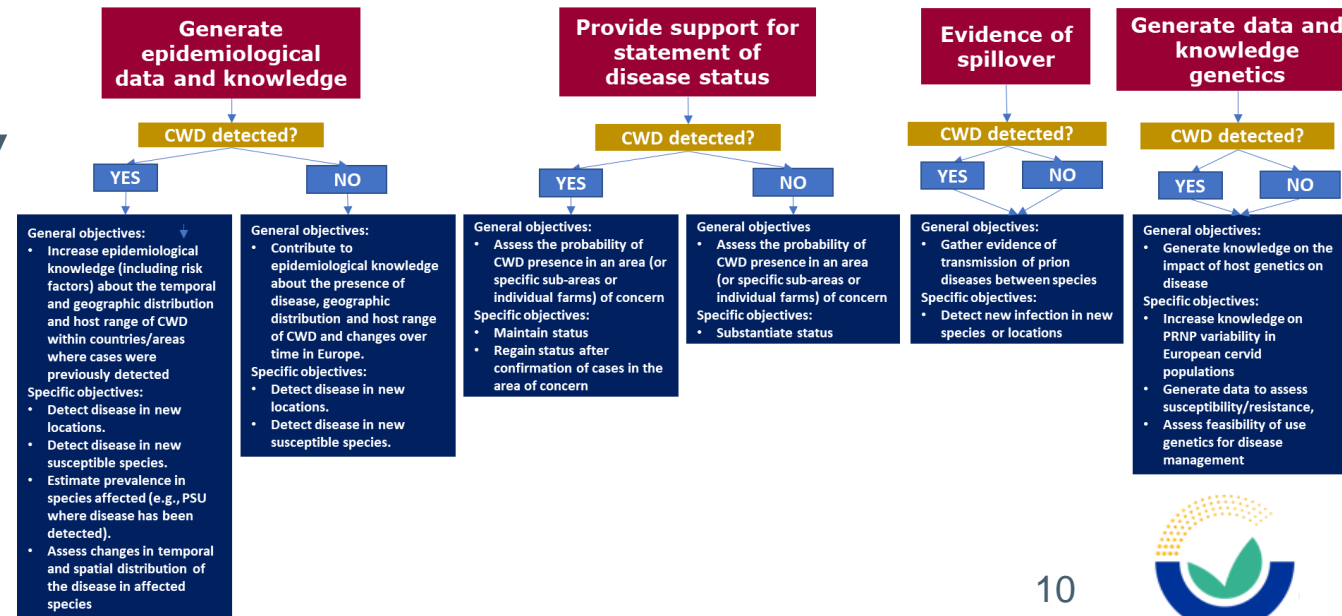 Generate
epidemiological
data and knowledge
CWD detected?
YES
NO
General objectives:
• Increase epidemiological
knowledge (including risk
factors) about the temporal
and geographic distribution
and host range of CWD
within countries/areas
where cases were
previously detected
Specific objectives:
• Detect disease in new
locations.
• Detect disease in new
susceptible species.
• Estimate prevalence in
species affected (e.g., PSU
where disease has been
detected).
• Assess changes in temporal
and spatial distribution of
the disease in affected
species
General objectives:
• Contribute to
epidemiological knowledge
about the presence of
disease, geographic
distribution and host range
of CWD and changes over
time in Europe.
Specific objectives:
• Detect disease in new
locations.
• Detect disease in new
susceptible species.
Provide support for
statement of
disease status
CWD detected?
YES
NO
General objectives:
• Assess the probability of
CWD presence in an area (or
specific sub-areas or
individual farms) of concern
Specific objectives:
• Maintain status
• Regain status after
confirmation of cases in the
area of concern
General objectives
• Assess the probability of
CWD presence in an area
(or specific sub-areas or
individual farms) of concern
Specific objectives:
• Substantiate status
Evidence of
spillover
CWD detected?
YES
NO
General objectives:
• Gather evidence of
transmission of prion
diseases between species
Specific objectives:
• Detect new infection in new
species or locations
Generate data and
knowledge
genetics
CWD detected?
YES
NO
General objectives:
• Generate knowledge on the
impact of host genetics on
disease
Specific objectives:
• Increase knowledge on
PRNP variability in
European cervid
populations
• Generate data to assess
susceptibility/resistance,
• Assess feasibility of use
genetics for disease
management
10